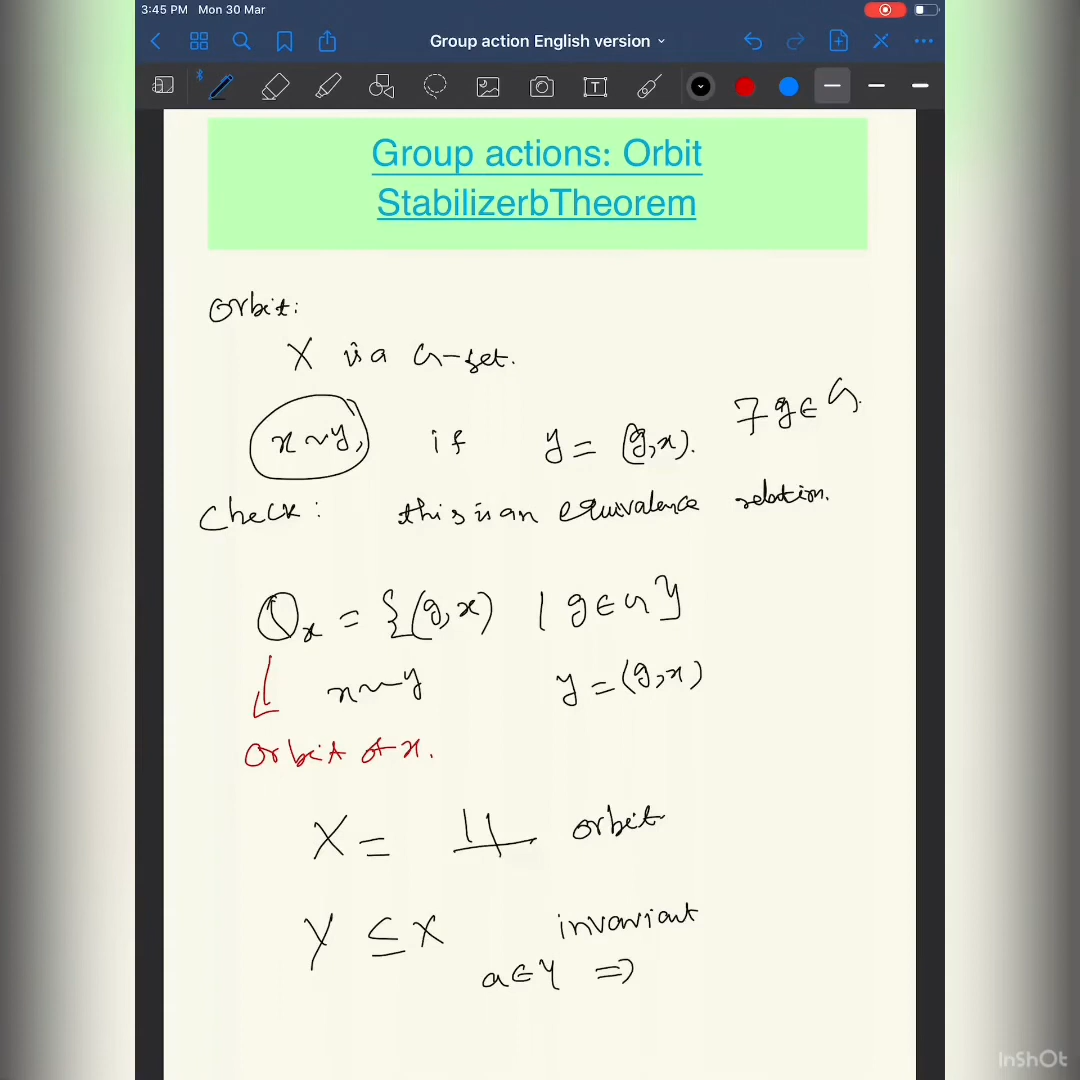 3:45 PM Mon 30 Mar
Group action English version
Group actions: Orbit
StabilizerbTheorem
Orbit:
X is a G-set.
x ~ y, if y = (g,x). ∃ g ∈ G.
Check: this is an equivalence relation.
O_x = {(g,x) | g ∈ G}
x ~ y y = (g,x)
Orbit of x.
X = ⨆ orbit
Y ⊆ X invariant
a ∈ Y ⇒
InShOt